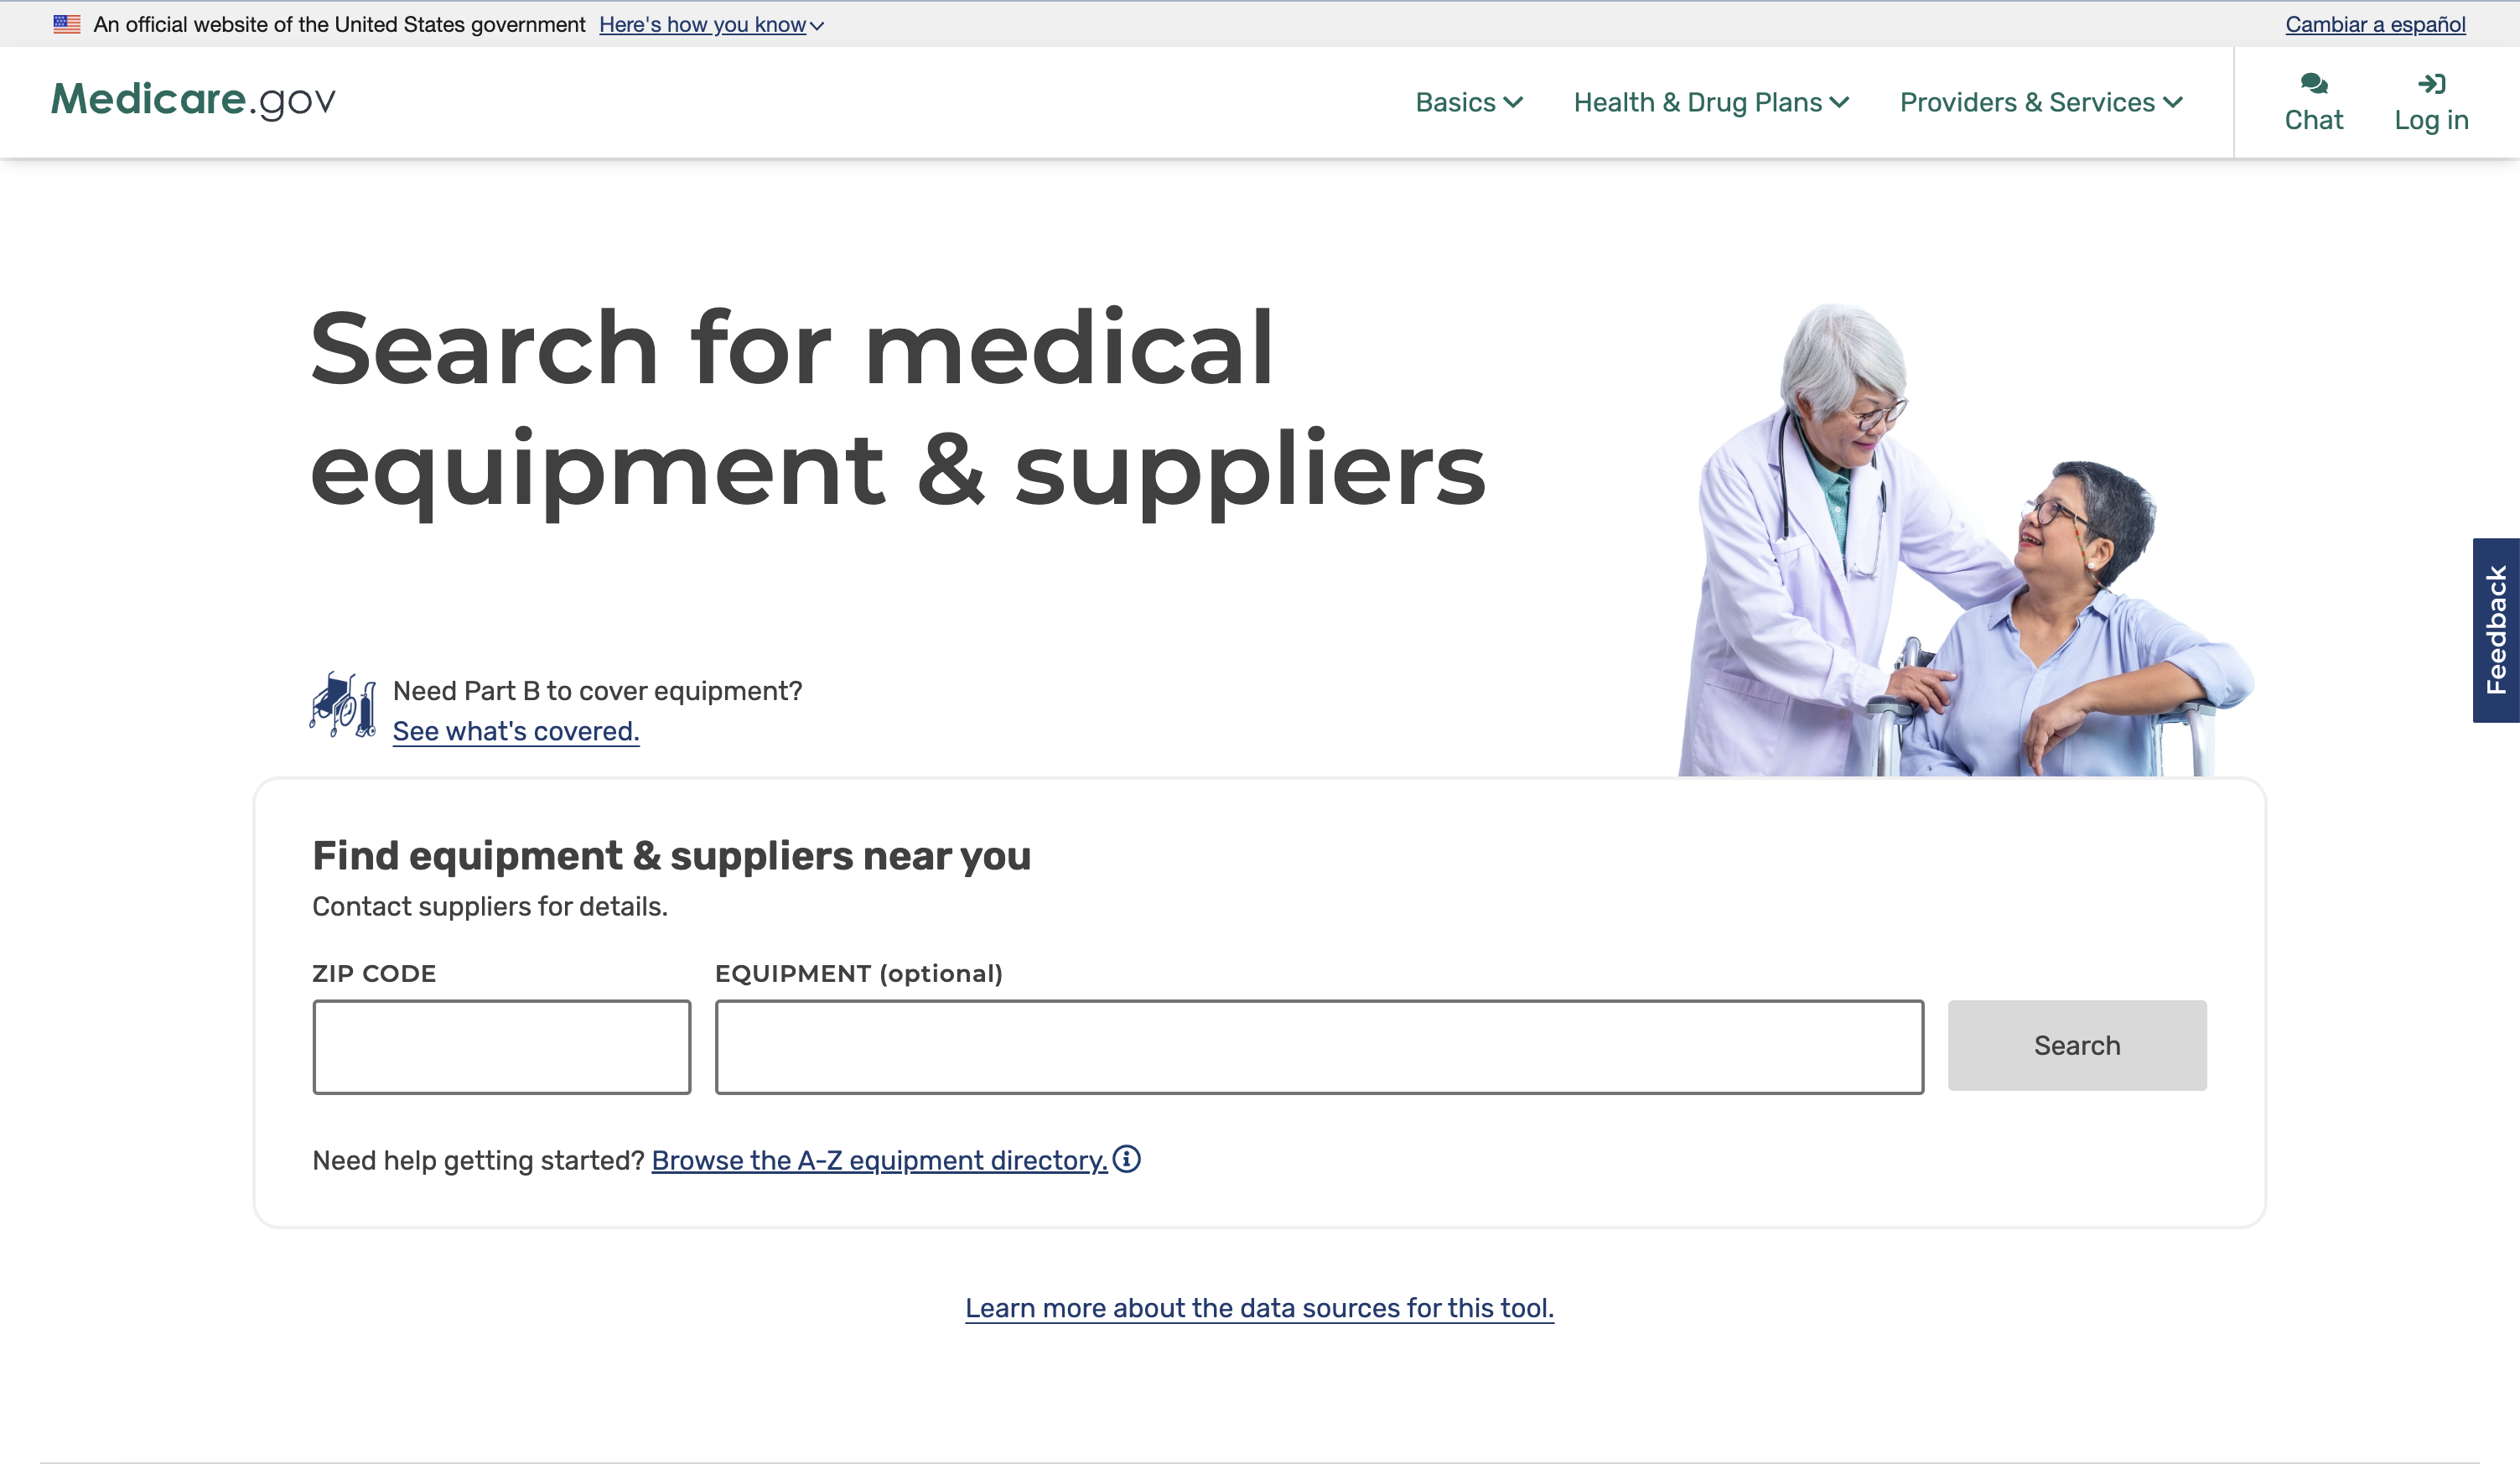 An official website of the United States government Here's how you know
Cambiar a español
Medicare.gov
Basics
Health & Drug Plans
Providers & Services
Chat
Log in
Search for medical
equipment & suppliers
Feedback
Need Part B to cover equipment?
See what's covered.
Find equipment & suppliers near you
Contact suppliers for details.
ZIP CODE
EQUIPMENT (optional)
Search
Need help getting started? Browse the A-Z equipment directory.
Learn more about the data sources for this tool.